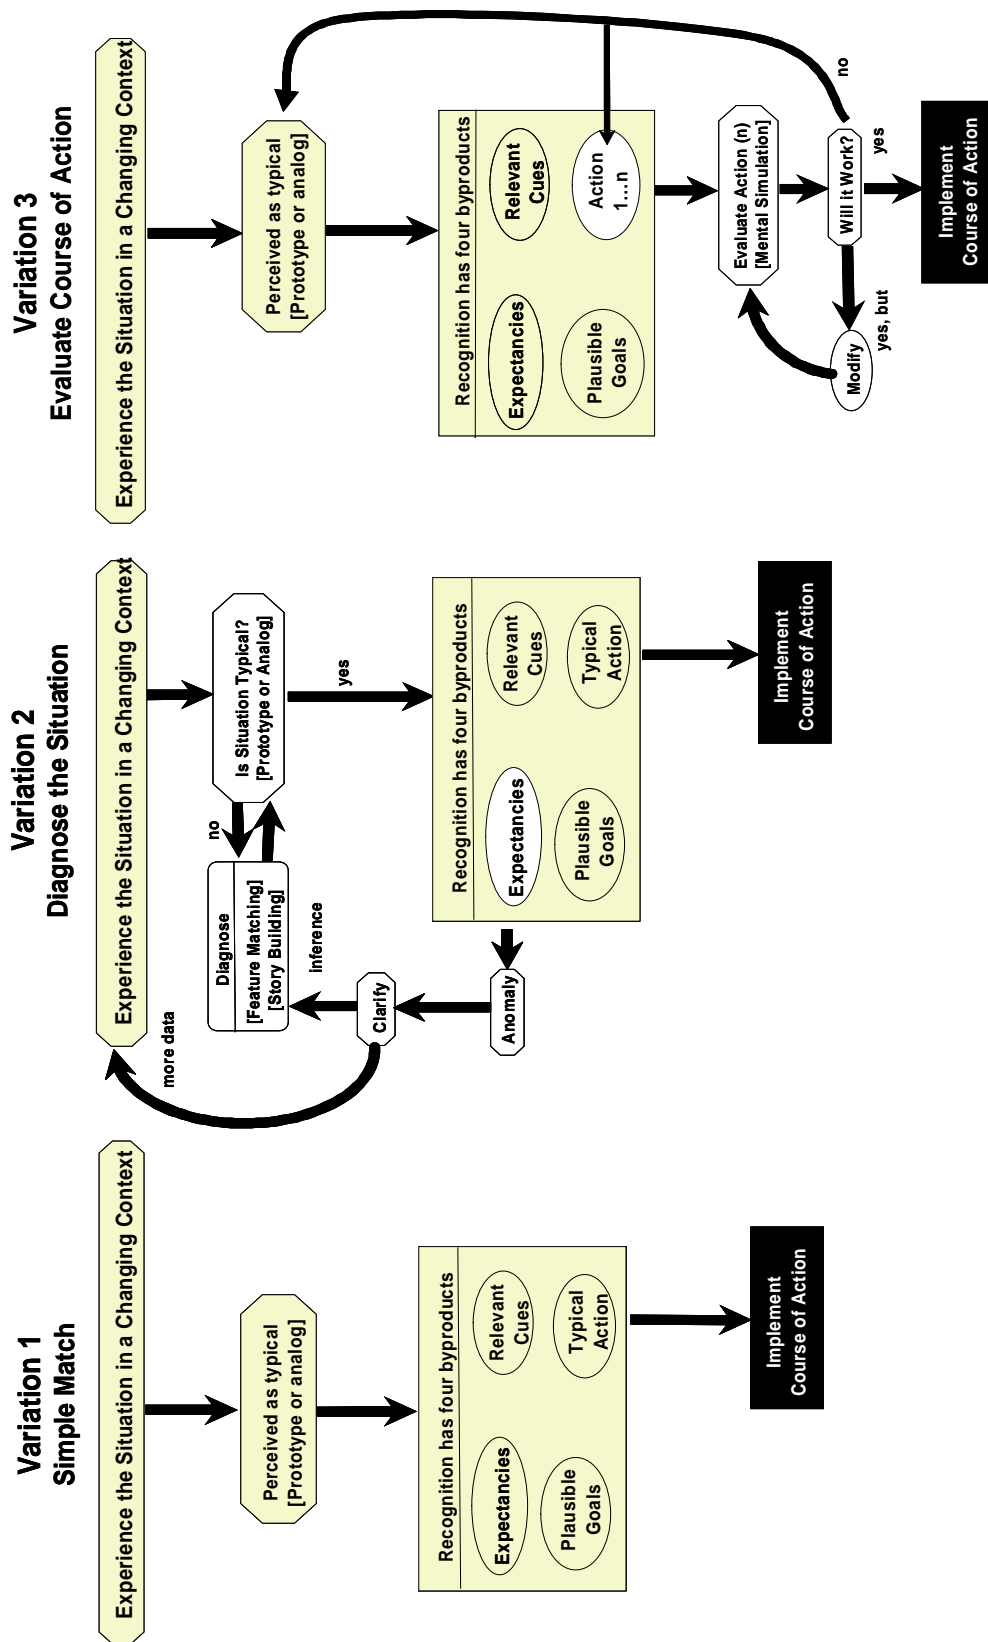 Variation 1
Simple Match
Experience the Situation in a Changing Context
Perceived as typical
[Prototype or analog]
Recognition has four byproducts
Expectancies
Relevant
Cues
Plausible
Goals
Typical
Action
Implement
Course of Action
Variation 2
Diagnose the Situation
Experience the Situation in a Changing Context
more data
Is Situation Typical?
[Prototype or Analog]
no
yes
Diagnose
[Feature Matching]
[Story Building]
inference
Clarify
Anomaly
Recognition has four byproducts
Expectancies
Relevant
Cues
Plausible
Goals
Typical
Action
Implement
Course of Action
Variation 3
Evaluate Course of Action
Experience the Situation in a Changing Context
Perceived as typical
[Prototype or analog]
Recognition has four byproducts
Expectancies
Relevant
Cues
Plausible
Goals
Action
1...n
Evaluate Action (n)
[Mental Simulation]
Will it Work?
no
Modify
yes, but
yes
Implement
Course of Action